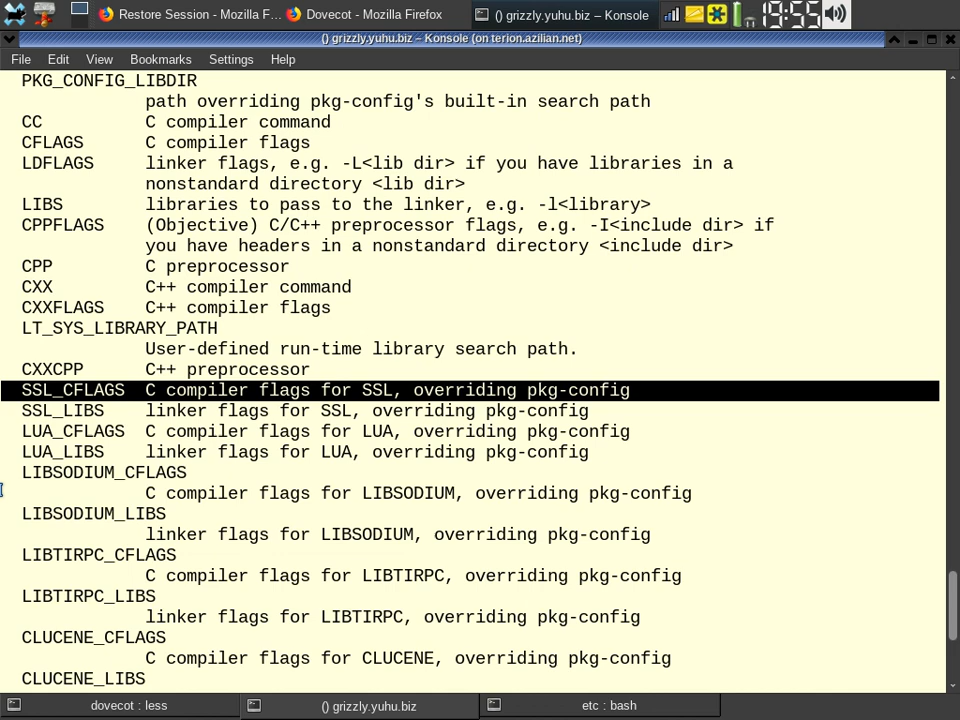 Restore Session - Mozilla F...
Dovecot - Mozilla Firefox
() grizzly.yuhu.biz – Konsole
19:55
() grizzly.yuhu.biz – Konsole (on terion.azilian.net)
File Edit View Bookmarks Settings Help
PKG_CONFIG_LIBDIR
path overriding pkg-config's built-in search path
CC C compiler command
CFLAGS C compiler flags
LDFLAGS linker flags, e.g. -L<lib dir> if you have libraries in a
nonstandard directory <lib dir>
LIBS libraries to pass to the linker, e.g. -l<library>
CPPFLAGS (Objective) C/C++ preprocessor flags, e.g. -I<include dir> if
you have headers in a nonstandard directory <include dir>
CPP C preprocessor
CXX C++ compiler command
CXXFLAGS C++ compiler flags
LT_SYS_LIBRARY_PATH
User-defined run-time library search path.
CXXCPP C++ preprocessor
SSL_CFLAGS C compiler flags for SSL, overriding pkg-config
SSL_LIBS linker flags for SSL, overriding pkg-config
LUA_CFLAGS C compiler flags for LUA, overriding pkg-config
LUA_LIBS linker flags for LUA, overriding pkg-config
LIBSODIUM_CFLAGS
C compiler flags for LIBSODIUM, overriding pkg-config
LIBSODIUM_LIBS
linker flags for LIBSODIUM, overriding pkg-config
LIBTIRPC_CFLAGS
C compiler flags for LIBTIRPC, overriding pkg-config
LIBTIRPC_LIBS
linker flags for LIBTIRPC, overriding pkg-config
CLUCENE_CFLAGS
C compiler flags for CLUCENE, overriding pkg-config
CLUCENE_LIBS
dovecot : less
() grizzly.yuhu.biz
etc : bash